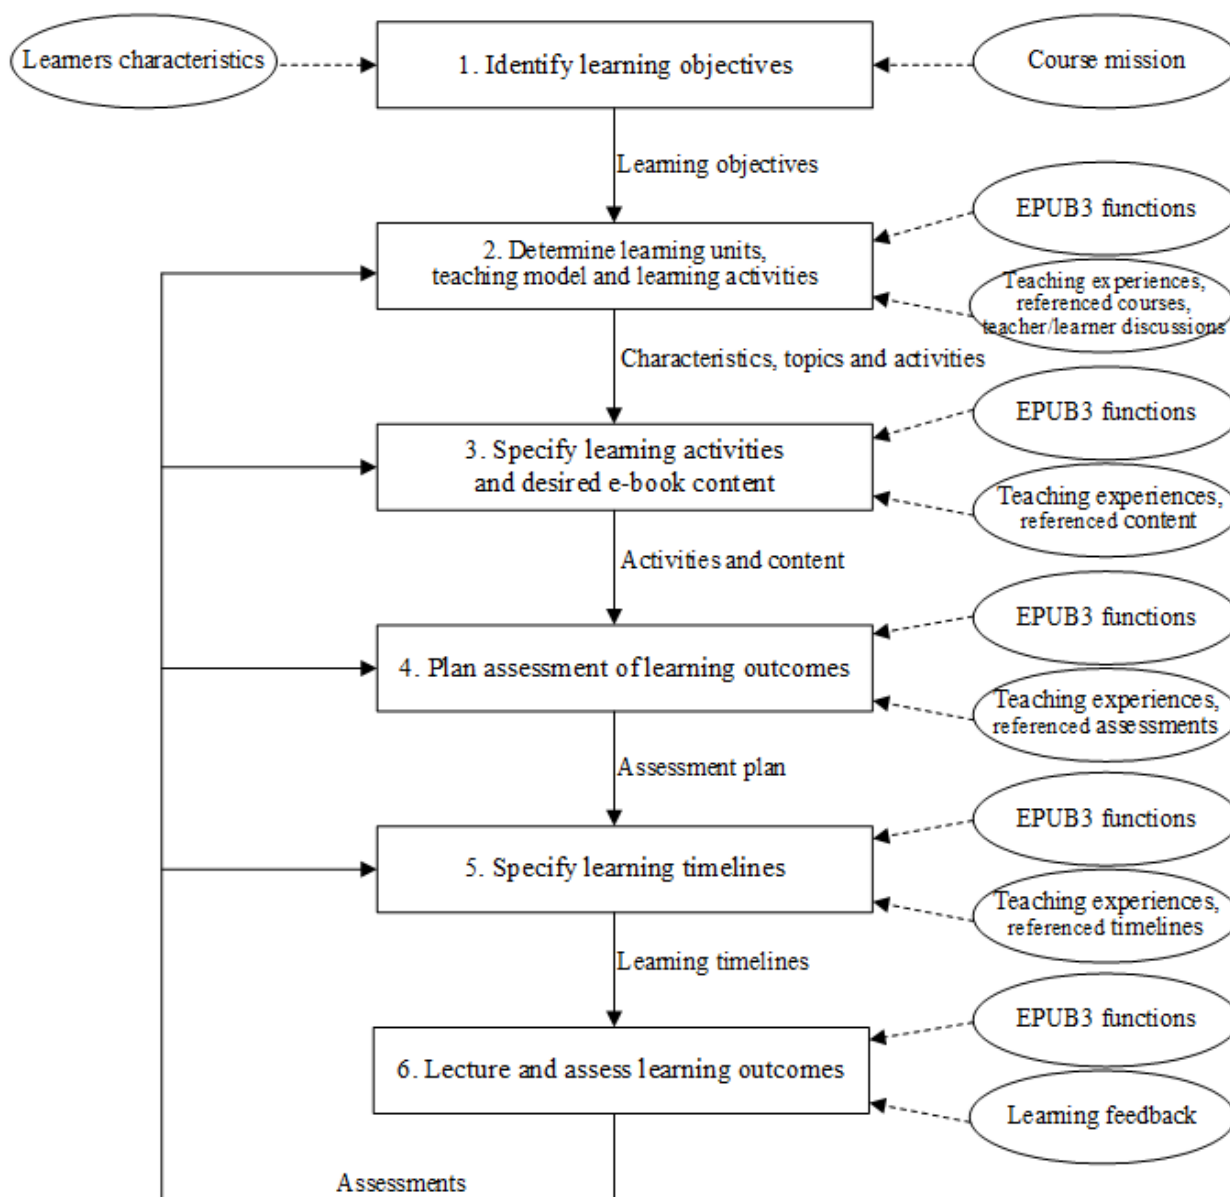 Learners characteristics
1. Identify learning objectives
Course mission
Learning objectives
EPUB3 functions
2. Determine learning units,
teaching model and learning activities
Teaching experiences,
referenced courses,
teacher/learner discussions
Characteristics, topics and activities
EPUB3 functions
3. Specify learning activities
and desired e-book content
Teaching experiences,
referenced content
Activities and content
EPUB3 functions
4. Plan assessment of learning outcomes
Teaching experiences,
referenced assessments
Assessment plan
EPUB3 functions
5. Specify learning timelines
Teaching experiences,
referenced timelines
Learning timelines
EPUB3 functions
6. Lecture and assess learning outcomes
Learning feedback
Assessments